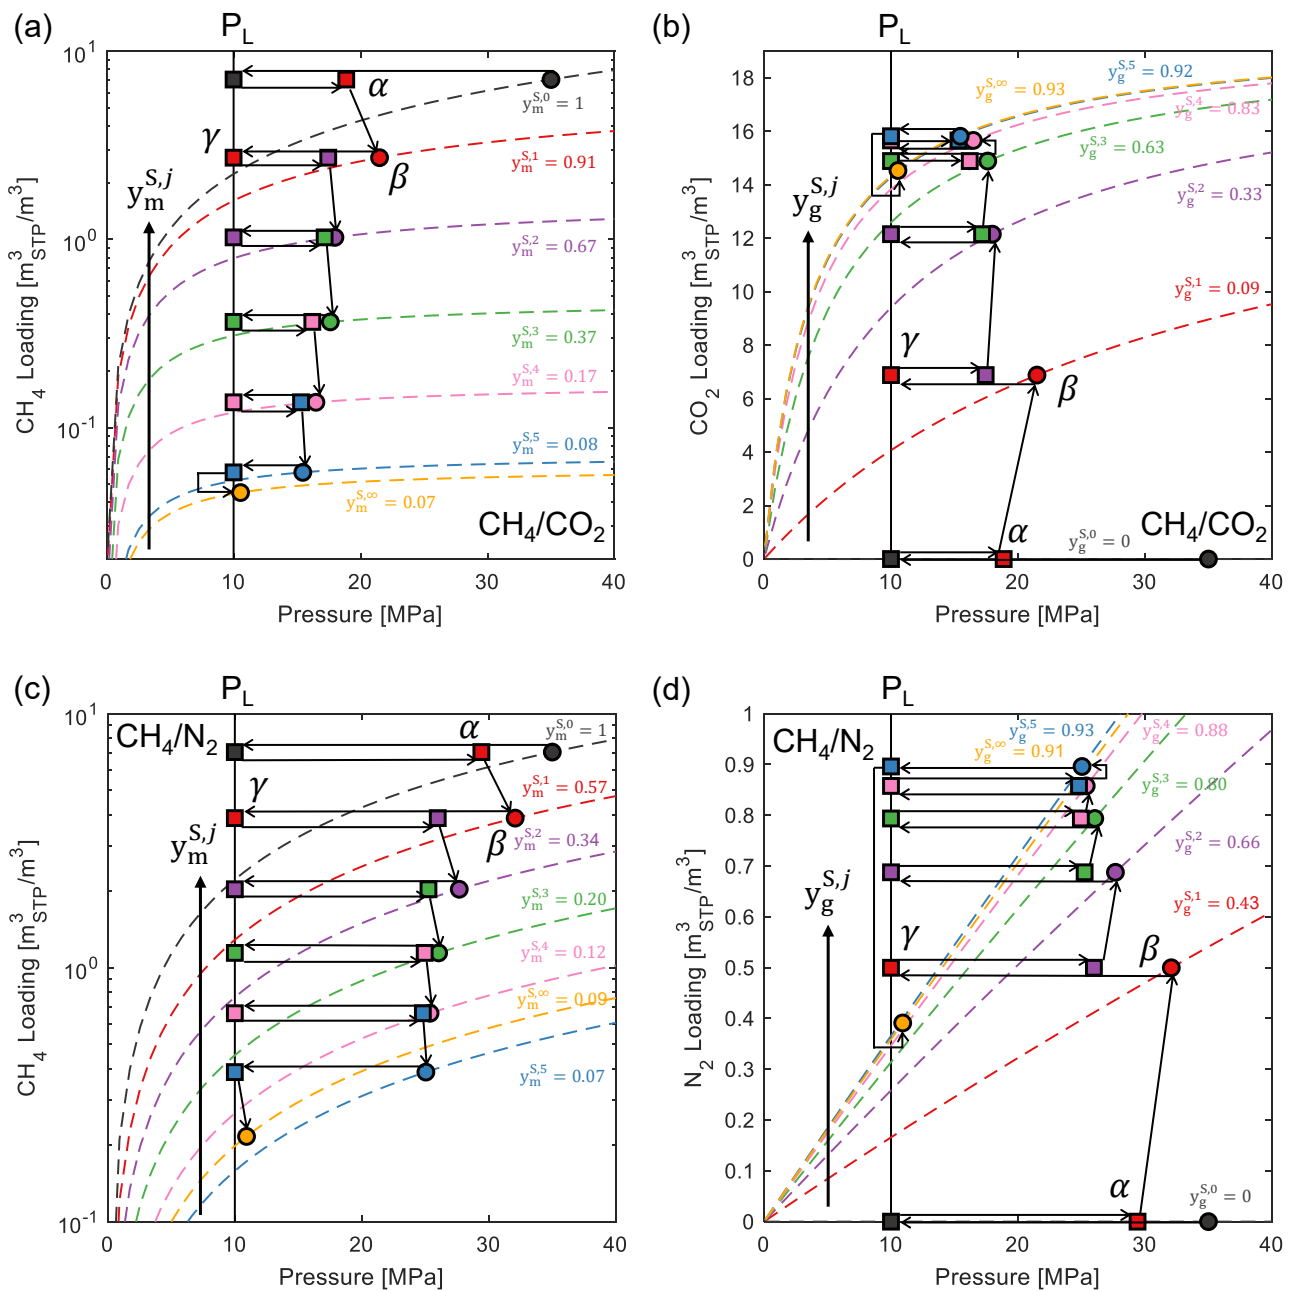 (a)
P_L
10^1
10^0
10^-1
0
10
20
30
40
CH_4 Loading [m^3_STP/m^3]
Pressure [MPa]
α
β
γ
y_m^S,j
y_m^S,0 = 1
y_m^S,1 = 0.91
y_m^S,2 = 0.67
y_m^S,3 = 0.37
y_m^S,4 = 0.17
y_m^S,5 = 0.08
y_m^S,∞ = 0.07
CH_4/CO_2
(b)
P_L
18
16
14
12
10
8
6
4
2
0
0
10
20
30
40
CO_2 Loading [m^3_STP/m^3]
Pressure [MPa]
y_g^S,∞ = 0.93
y_g^S,5 = 0.92
y_g^S,4 = 0.83
y_g^S,3 = 0.63
y_g^S,2 = 0.33
y_g^S,1 = 0.09
y_g^S,0 = 0
y_g^S,j
γ
β
α
CH_4/CO_2
(c)
P_L
10^1
10^0
10^-1
0
10
20
30
40
CH_4 Loading [m^3_STP/m^3]
Pressure [MPa]
CH_4/N_2
α
β
γ
y_m^S,j
y_m^S,0 = 1
y_m^S,1 = 0.57
y_m^S,2 = 0.34
y_m^S,3 = 0.20
y_m^S,4 = 0.12
y_m^S,∞ = 0.09
y_m^S,5 = 0.07
(d)
P_L
1
0.9
0.8
0.7
0.6
0.5
0.4
0.3
0.2
0.1
0
0
10
20
30
40
N_2 Loading [m^3_STP/m^3]
Pressure [MPa]
CH_4/N_2
y_g^S,5 = 0.93
y_g^S,∞ = 0.91
y_g^S,4 = 0.88
y_g^S,3 = 0.80
y_g^S,2 = 0.66
y_g^S,1 = 0.43
y_g^S,0 = 0
y_g^S,j
γ
β
α